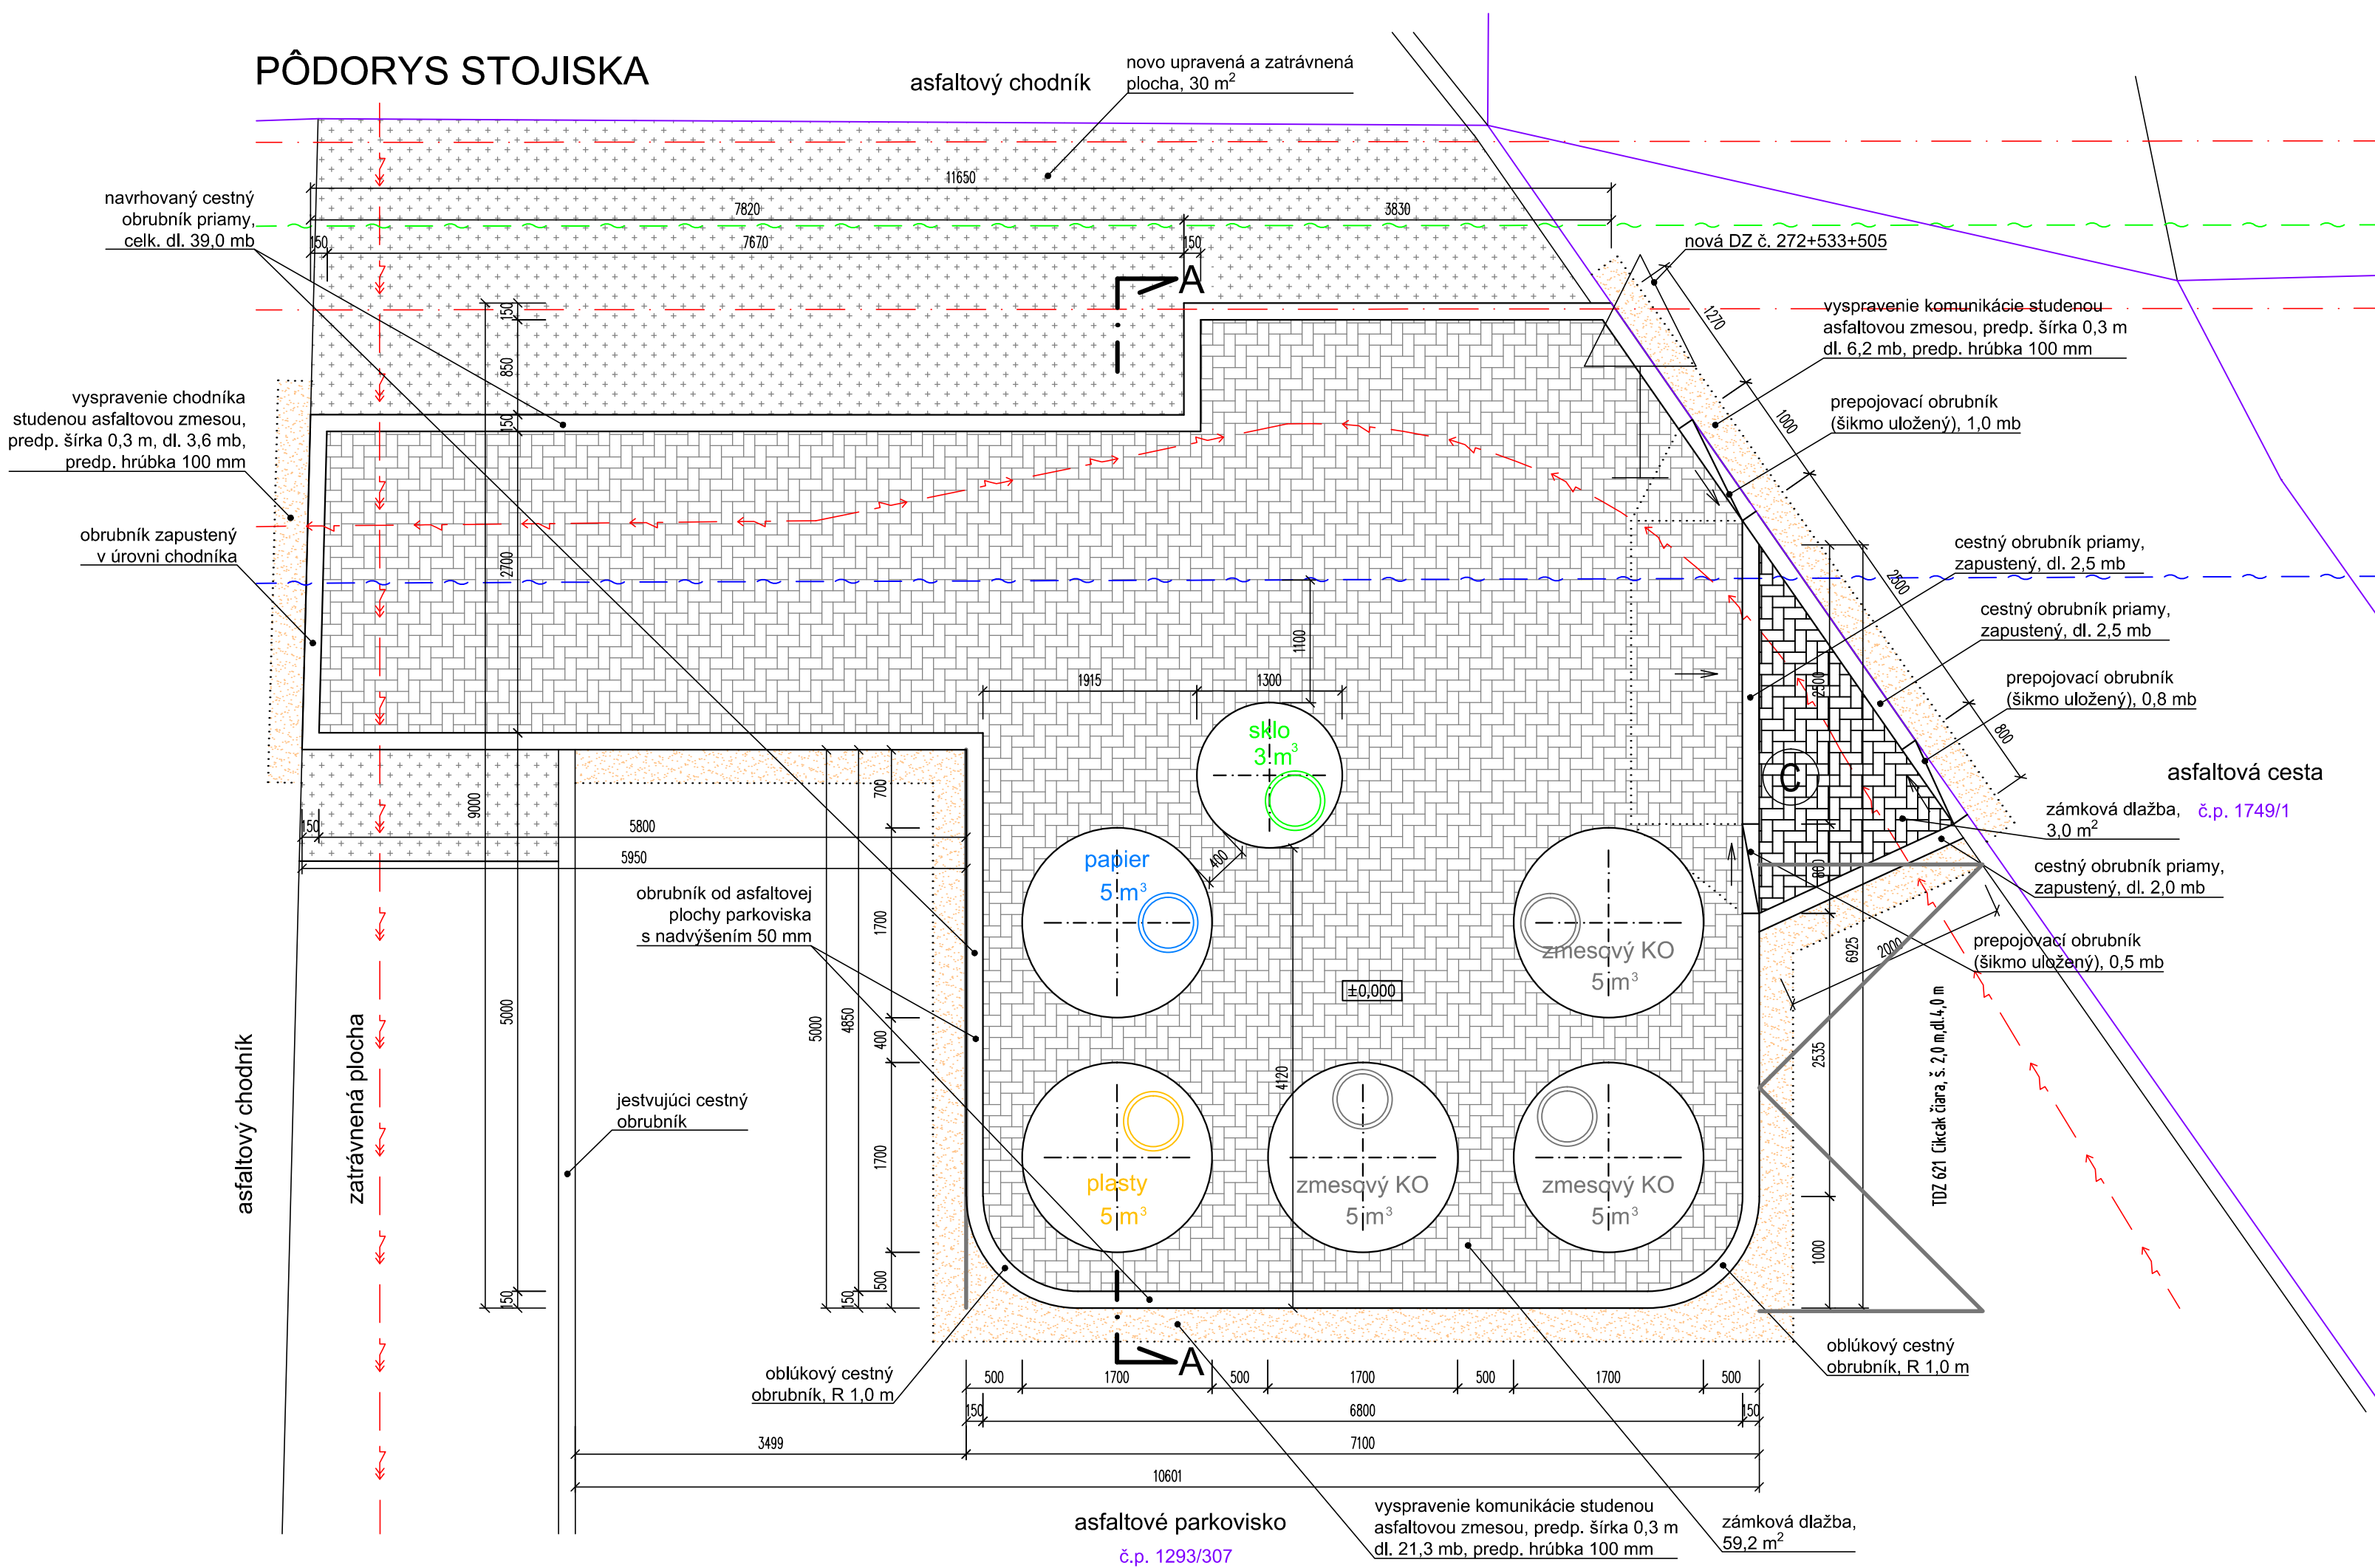 PÔDORYS STOJISKA
asfaltový chodník
novo upravená a zatrávnená
plocha, 30 m²
navrhovaný cestný
obrubník priamy,
celk. dl. 39,0 mb
11650
7820
3830
150
7670
150
nová DZ č. 272+533+505
A
vyspravenie komunikácie studenou
asfaltovou zmesou, predp. šírka 0,3 m
dl. 6,2 mb, predp. hrúbka 100 mm
1270
150
850
150
vyspravenie chodníka
studenou asfaltovou zmesou,
predp. šírka 0,3 m, dl. 3,6 mb,
predp. hrúbka 100 mm
prepojovací obrubník
(šikmo uložený), 1,0 mb
1000
obrubník zapustený
v úrovni chodníka
2700
cestný obrubník priamy,
zapustený, dl. 2,5 mb
2500
cestný obrubník priamy,
zapustený, dl. 2,5 mb
1100
1915
1300
2500
prepojovací obrubník
(šikmo uložený), 0,8 mb
800
sklo
3 m³
C
asfaltová cesta
č.p. 1749/1
zámková dlažba,
3,0 m²
700
9000
150
5800
5950
papier
5 m³
400
800
cestný obrubník priamy,
zapustený, dl. 2,0 mb
obrubník od asfaltovej
plochy parkoviska
s nadvýšením 50 mm
1700
zmesový KO
5 m³
6925
2000
prepojovací obrubník
(šikmo uložený), 0,5 mb
±0,000
5000
5000
4850
400
4120
2535
TDZ 621 Cikcak čiara, š. 2,0 m,dl.4,0 m
asfaltový chodník
zatrávnená plocha
jestvujúci cestný
obrubník
1700
plasty
5 m³
zmesový KO
5 m³
zmesový KO
5 m³
1000
150
150
500
A
oblúkový cestný
obrubník, R 1,0 m
oblúkový cestný
obrubník, R 1,0 m
500
1700
500
1700
500
1700
500
150
6800
150
3499
7100
10601
asfaltové parkovisko
č.p. 1293/307
vyspravenie komunikácie studenou
asfaltovou zmesou, predp. šírka 0,3 m
dl. 21,3 mb, predp. hrúbka 100 mm
zámková dlažba,
59,2 m²